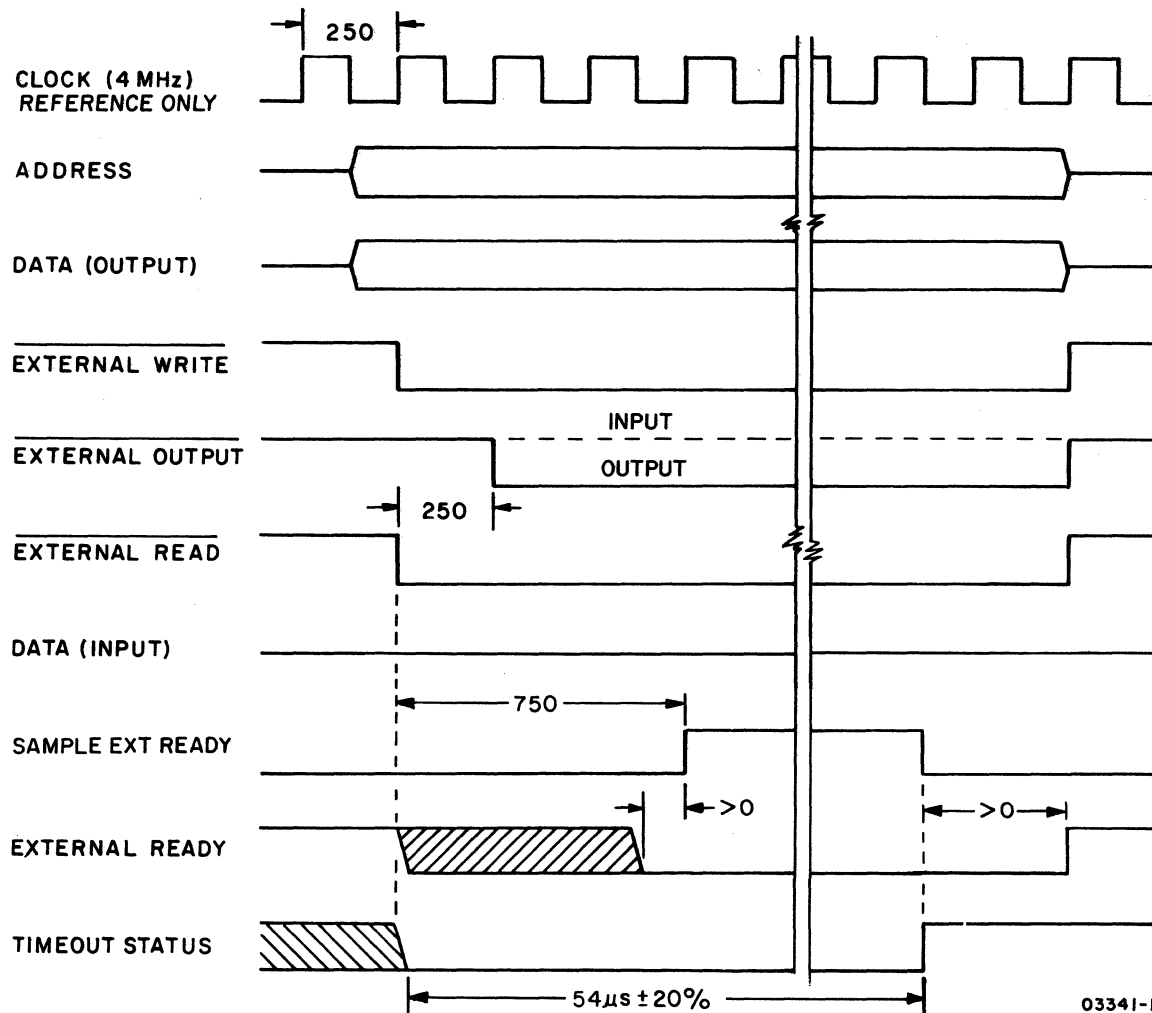 250
CLOCK (4 MHz)
REFERENCE ONLY
ADDRESS
DATA (OUTPUT)
EXTERNAL WRITE
INPUT
EXTERNAL OUTPUT
OUTPUT
250
EXTERNAL READ
DATA (INPUT)
750
SAMPLE EXT READY
>0
>0
EXTERNAL READY
TIMEOUT STATUS
54µs ± 20%